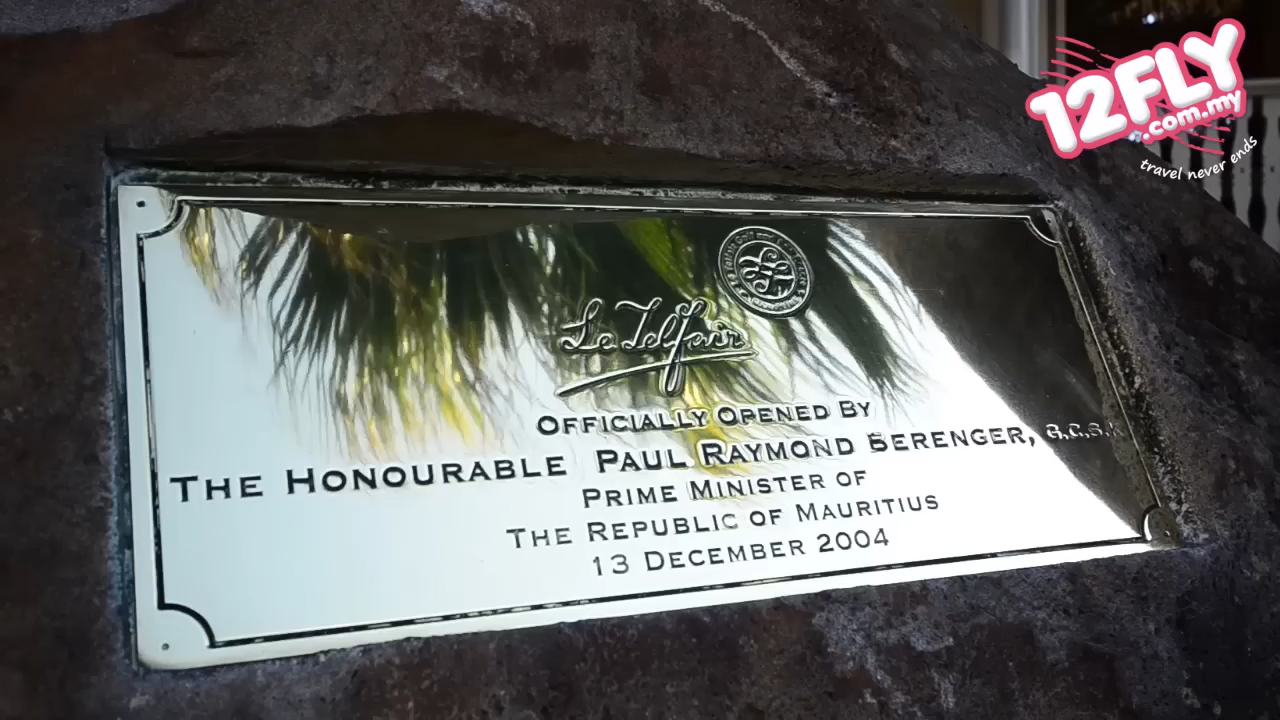 12FLY
.com.my
travel never ends
Le Telfair
OFFICIALLY OPENED BY
THE HONOURABLE PAUL RAYMOND BERENGER, G.C.S.K
PRIME MINISTER OF
THE REPUBLIC OF MAURITIUS
13 DECEMBER 2004